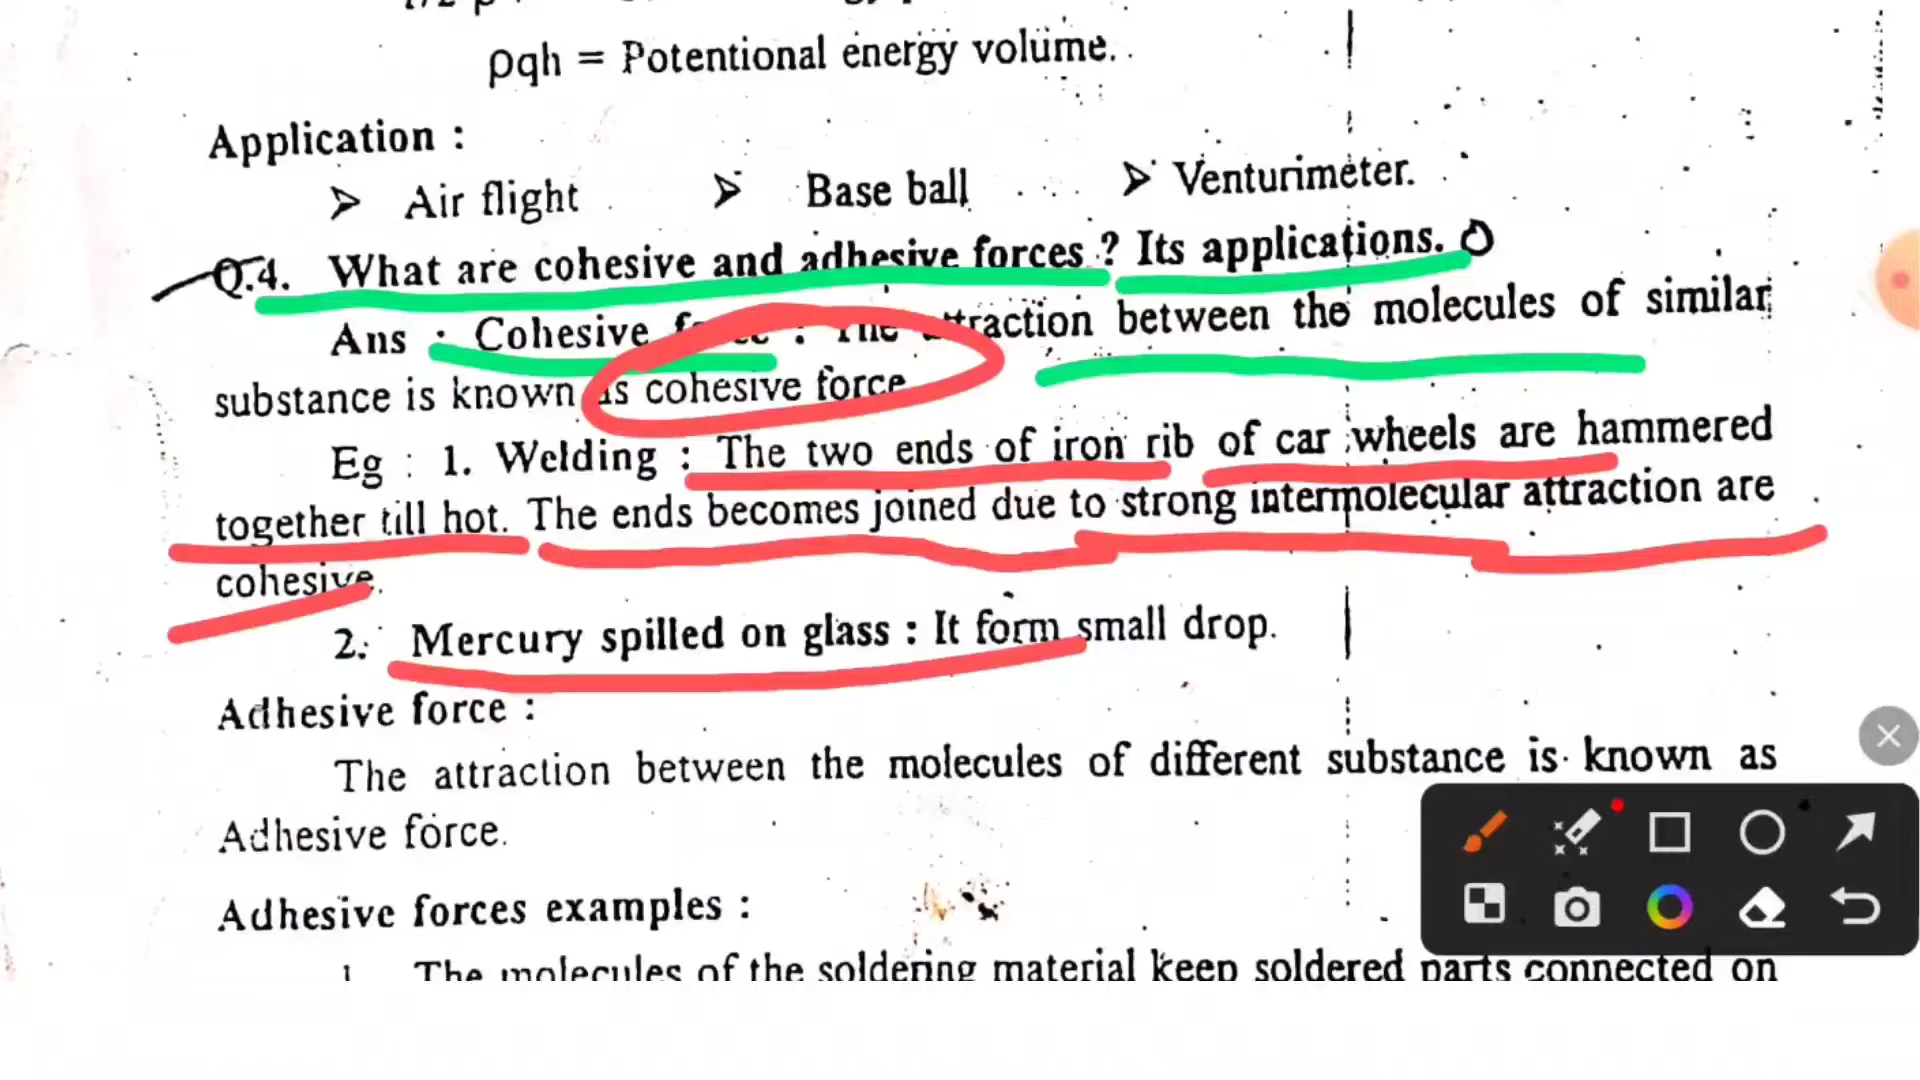 ρqh = Potentional energy volume.
Application :
➢ Air flight ➢ Base ball ➢ Venturimeter.
Q.4. What are cohesive and adhesive forces ? Its applications.
Ans : Cohesive : The attraction between the molecules of similar
substance is known is cohesive force
Eg : 1. Welding : The two ends of iron rib of car wheels are hammered
together till hot. The ends becomes joined due to strong intermolecular attraction are
cohesive.
2. Mercury spilled on glass : It form small drop.
Adhesive force :
The attraction between the molecules of different substance is known as
Adhesive force.
Adhesive forces examples :
1 The molecules of the soldering material keep soldered parts connected on